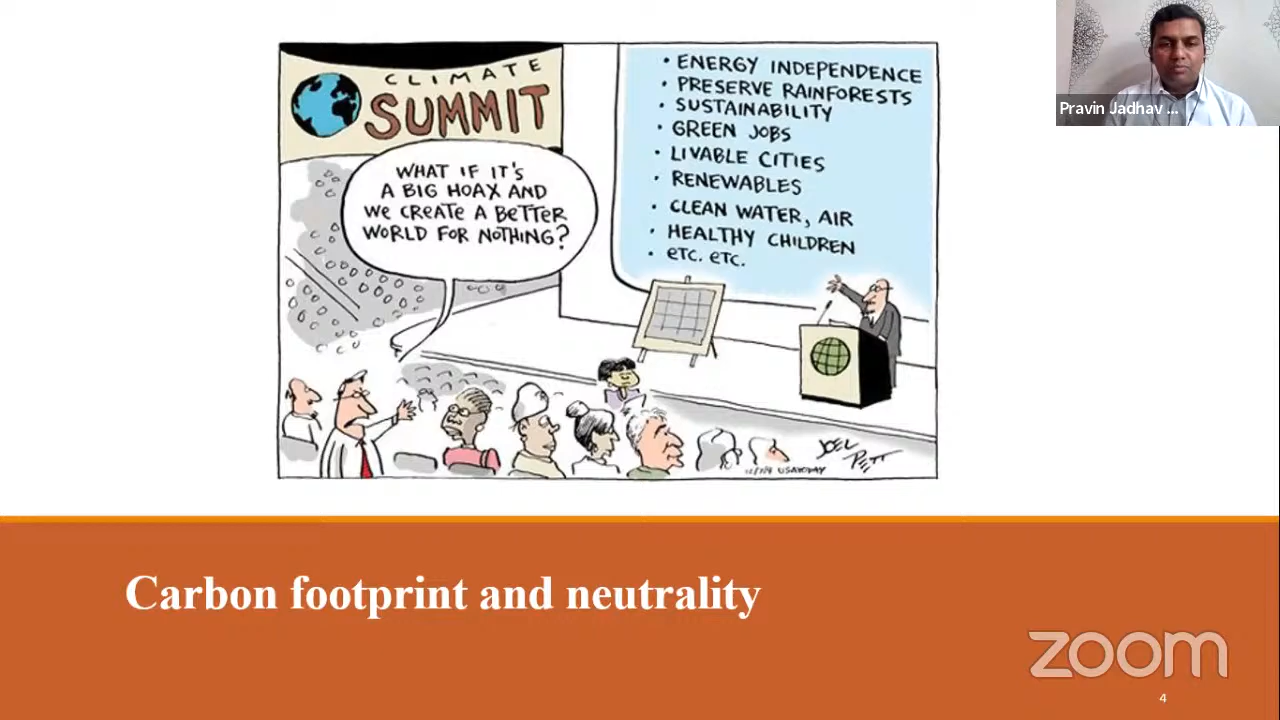 CLIMATE
SUMMIT
WHAT IF IT'S
A BIG HOAX AND
WE CREATE A BETTER
WORLD FOR NOTHING?
• ENERGY INDEPENDENCE
• PRESERVE RAINFORESTS
• SUSTAINABILITY
• GREEN JOBS
• LIVABLE CITIES
• RENEWABLES
• CLEAN WATER, AIR
• HEALTHY CHILDREN
• ETC. ETC.
JOEL
PETT
USA TODAY
Pravin Jadhav ...
Carbon footprint and neutrality
zoom
4